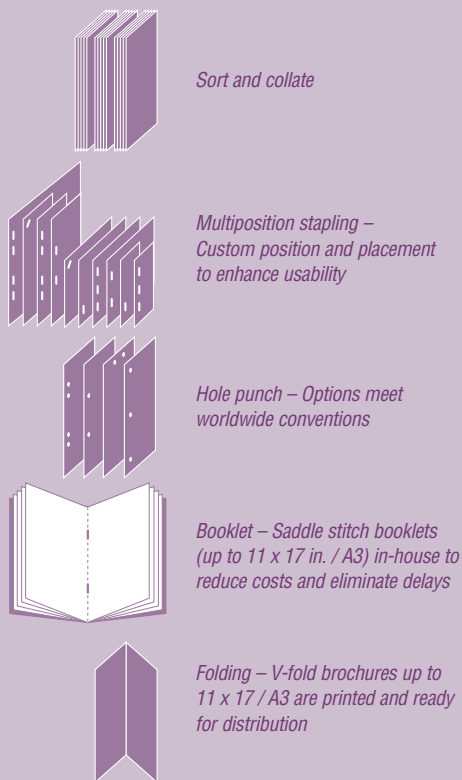 Sort and collate
Multiposition stapling –
Custom position and placement
to enhance usability
Hole punch – Options meet
worldwide conventions
Booklet – Saddle stitch booklets
(up to 11 x 17 in. / A3) in-house to
reduce costs and eliminate delays
Folding – V-fold brochures up to
11 x 17 / A3 are printed and ready
for distribution